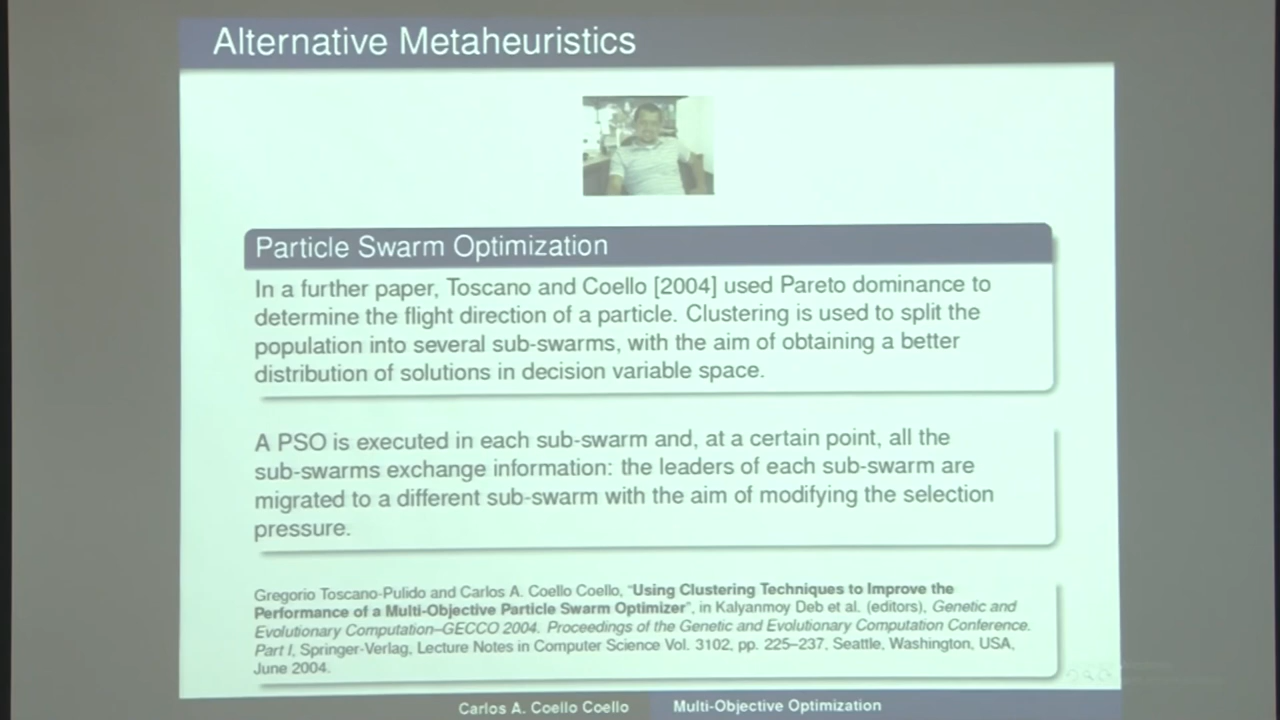 Alternative Metaheuristics
Particle Swarm Optimization
In a further paper, Toscano and Coello [2004] used Pareto dominance to
determine the flight direction of a particle. Clustering is used to split the
population into several sub-swarms, with the aim of obtaining a better
distribution of solutions in decision variable space.
A PSO is executed in each sub-swarm and, at a certain point, all the
sub-swarms exchange information: the leaders of each sub-swarm are
migrated to a different sub-swarm with the aim of modifying the selection
pressure.
Gregorio Toscano-Pulido and Carlos A. Coello Coello, "Using Clustering Techniques to Improve the
Performance of a Multi-Objective Particle Swarm Optimizer", in Kalyanmoy Deb et al. (editors), Genetic and
Evolutionary Computation–GECCO 2004. Proceedings of the Genetic and Evolutionary Computation Conference.
Part I, Springer-Verlag, Lecture Notes in Computer Science Vol. 3102, pp. 225–237, Seattle, Washington, USA,
June 2004.
Carlos A. Coello Coello Multi-Objective Optimization